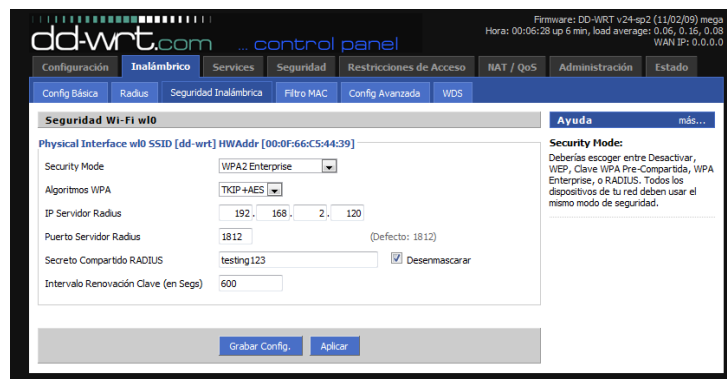 Firmware: DD-WRT v24-sp2 (11/02/09) mega
Hora: 00:06:28 up 6 min, load average: 0.06, 0.16, 0.08
WAN IP: 0.0.0.0
dd-wrt.com ... control panel
Configuración Inalámbrico Services Seguridad Restricciones de Acceso NAT / QoS Administración Estado
Config Básica Radius Seguridad Inalámbrica Filtro MAC Config Avanzada WDS
Seguridad Wi-Fi wl0
Physical Interface wl0 SSID [dd-wrt] HWAddr [00:0F:66:C5:44:39]
Security Mode WPA2 Enterprise
Algoritmos WPA TKIP+AES
IP Servidor Radius 192. 168. 2. 120
Puerto Servidor Radius 1812 (Defecto: 1812)
Secreto Compartido RADIUS testing123 Desenmascarar
Intervalo Renovación Clave (en Segs) 600
Grabar Config. Aplicar
Ayuda más...
Security Mode:
Deberías escoger entre Desactivar,
WEP, Clave WPA Pre-Compartida, WPA
Enterprise, o RADIUS. Todos los
dispositivos de tu red deben usar el
mismo modo de seguridad.